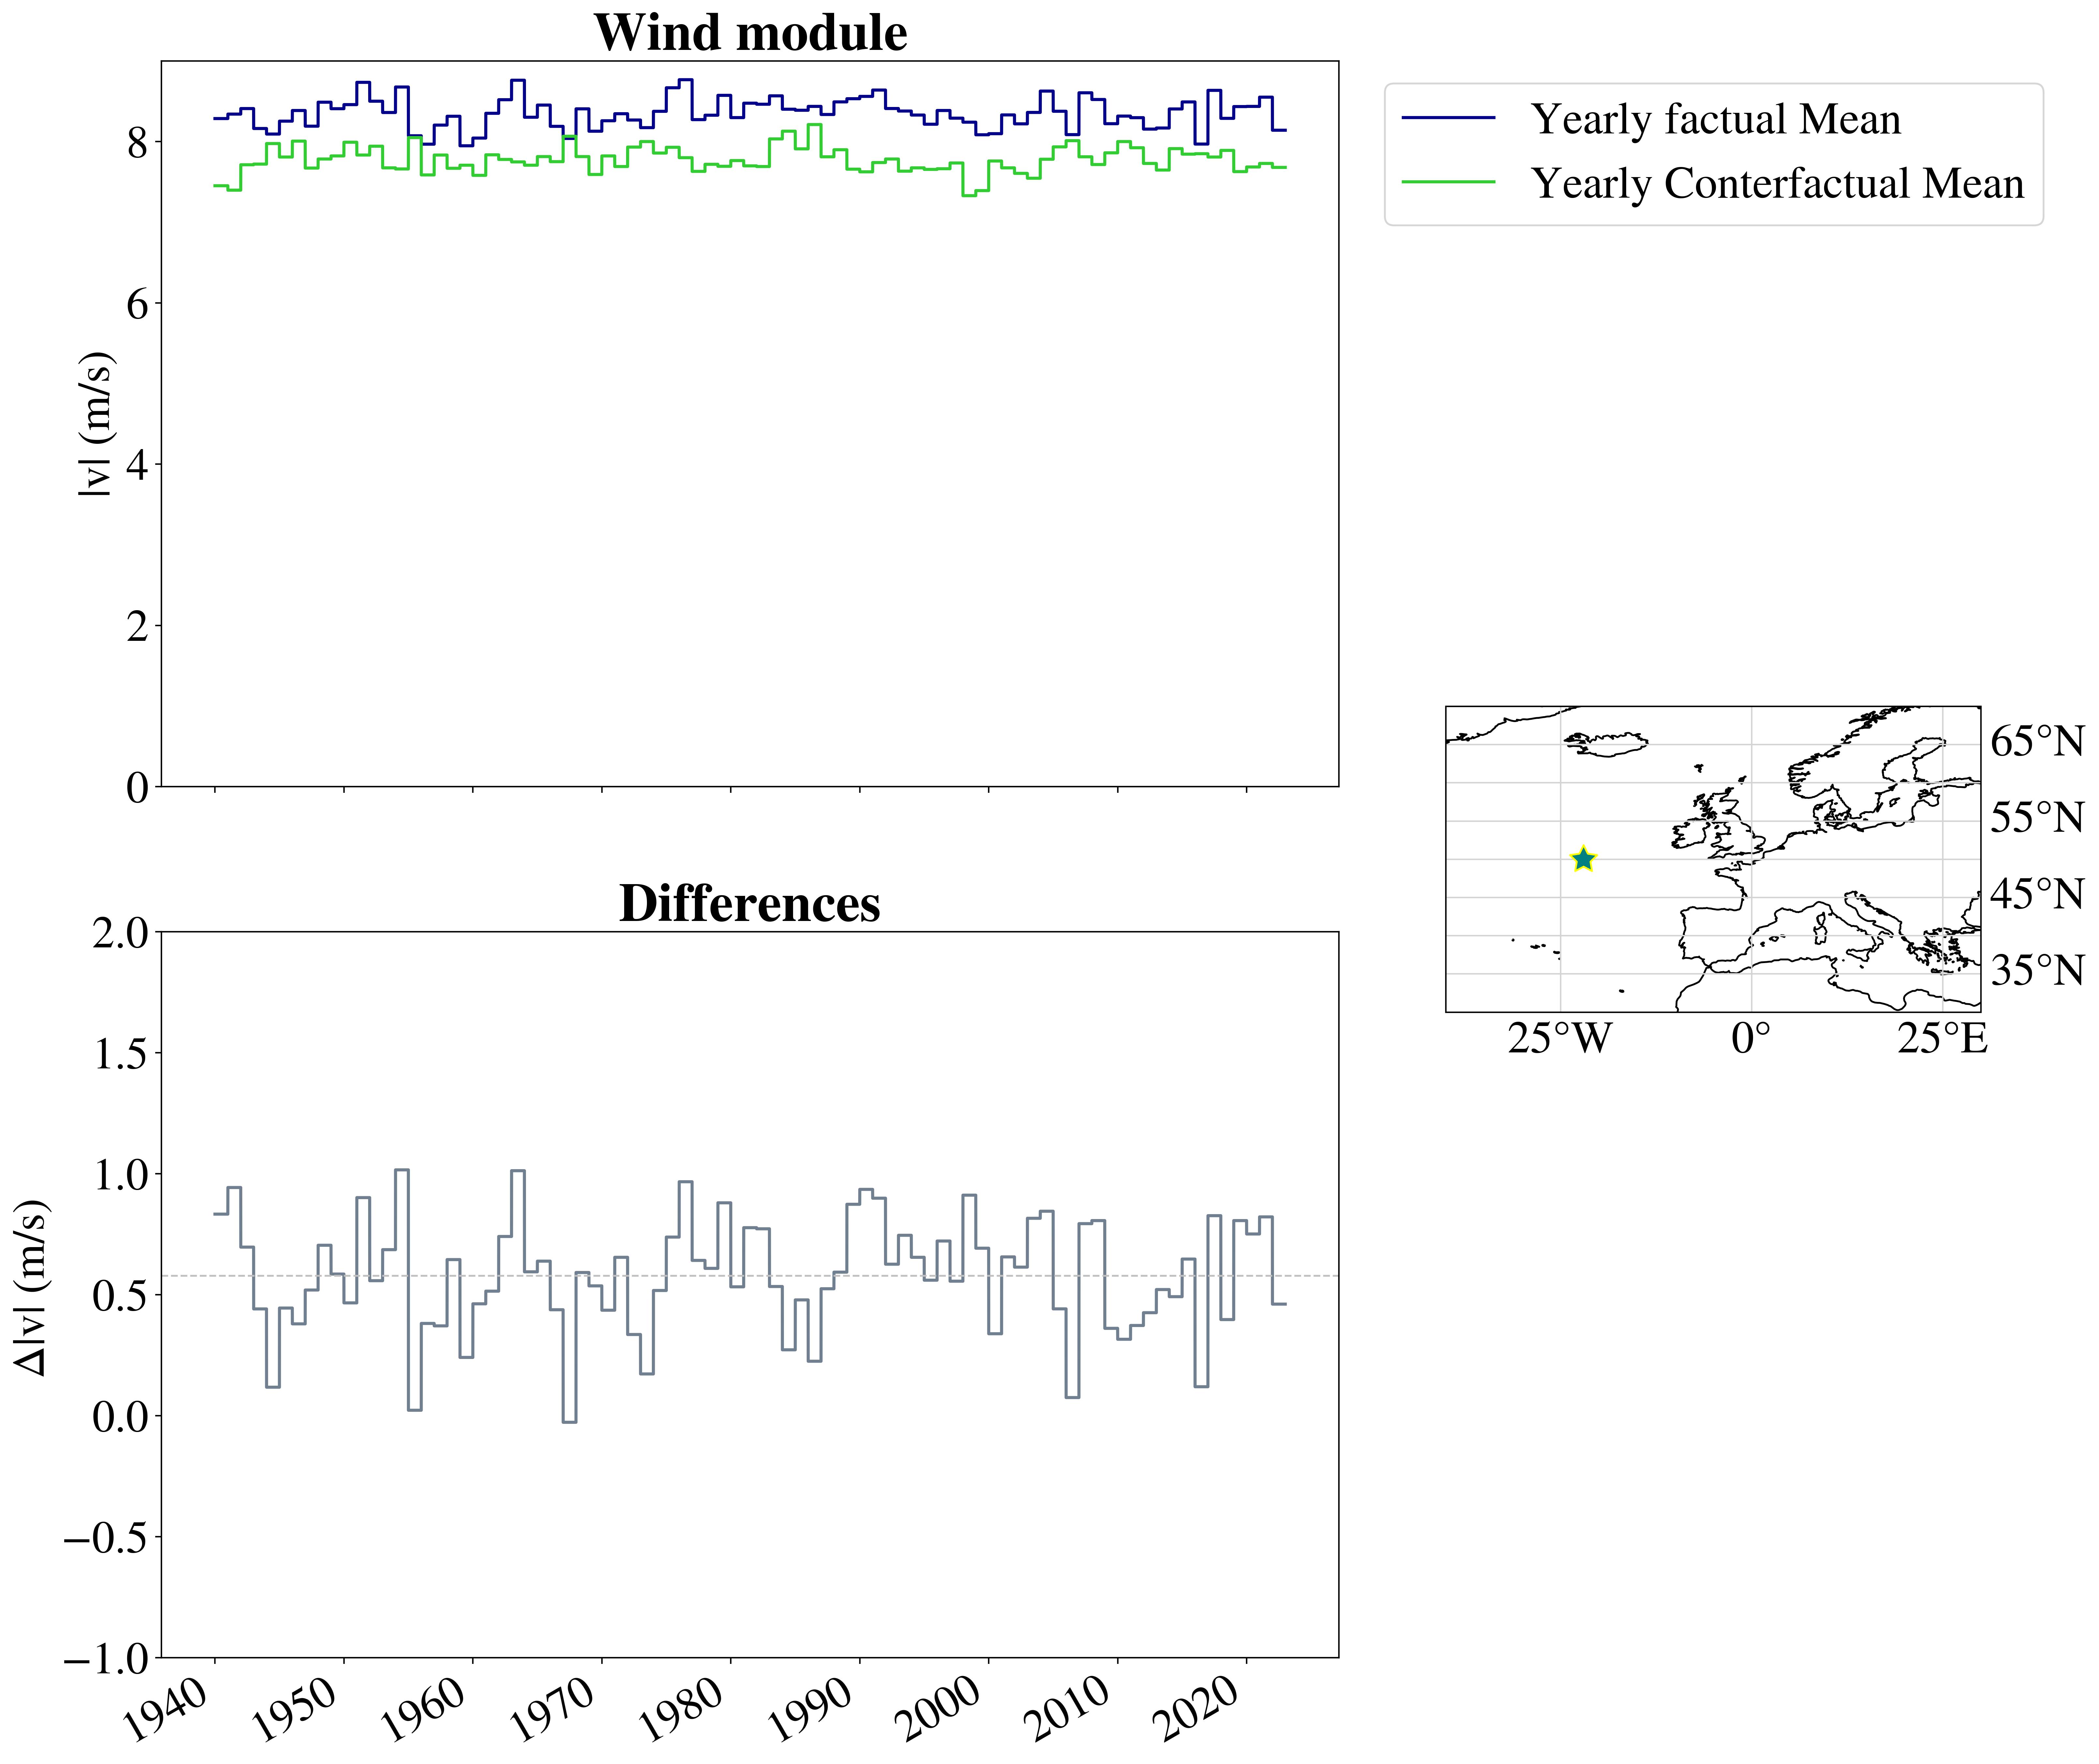 Wind module
8
6
4
2
0
|v| (m/s)
Yearly factual Mean
Yearly Conterfactual Mean
65°N
55°N
45°N
35°N
25°W 0° 25°E
Differences
2.0
1.5
1.0
0.5
0.0
−0.5
−1.0
Δ|v| (m/s)
1940 1950 1960 1970 1980 1990 2000 2010 2020